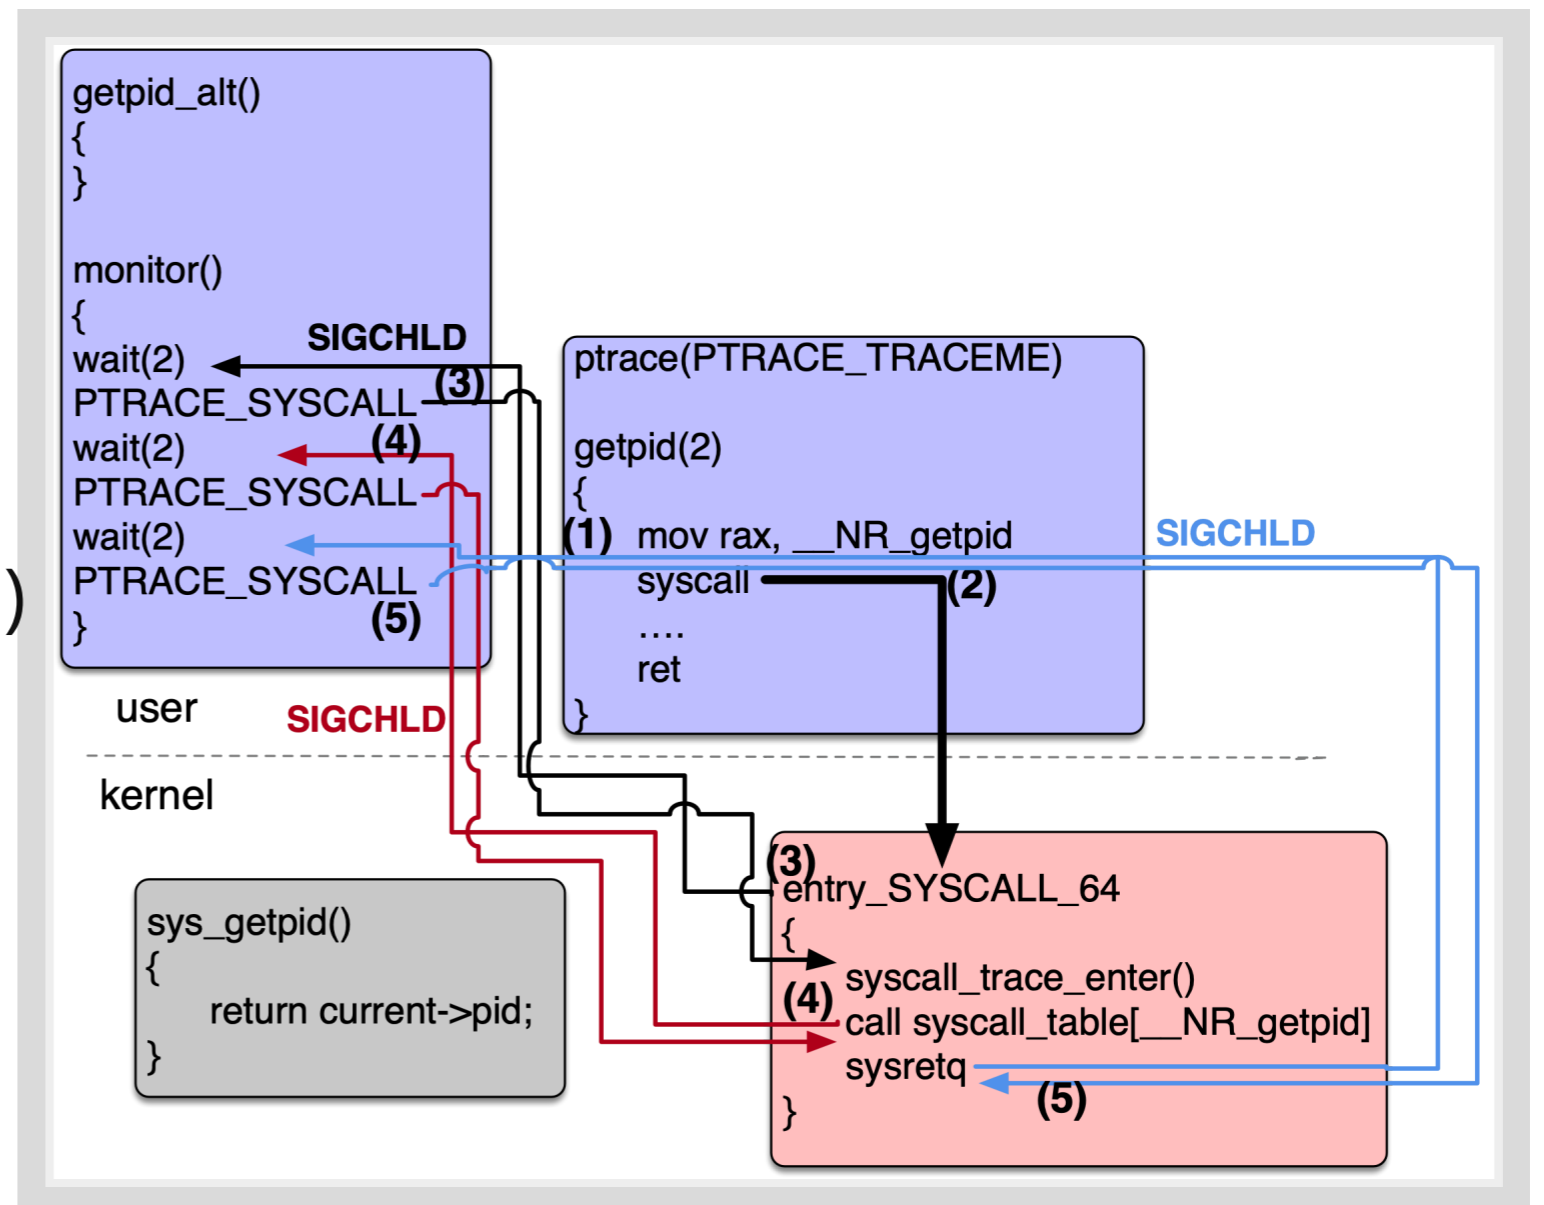 getpid_alt()
{
}
monitor()
{
SIGCHLD
wait(2)
(3)
PTRACE_SYSCALL
(4)
wait(2)
PTRACE_SYSCALL
wait(2)
PTRACE_SYSCALL
(5)
}
)
ptrace(PTRACE_TRACEME)
getpid(2)
{
(1) mov rax, __NR_getpid
syscall
(2)
....
ret
}
SIGCHLD
user
SIGCHLD
kernel
sys_getpid()
{
return current->pid;
}
(3)
entry_SYSCALL_64
{
syscall_trace_enter()
(4)
call syscall_table[__NR_getpid]
sysretq
(5)
}